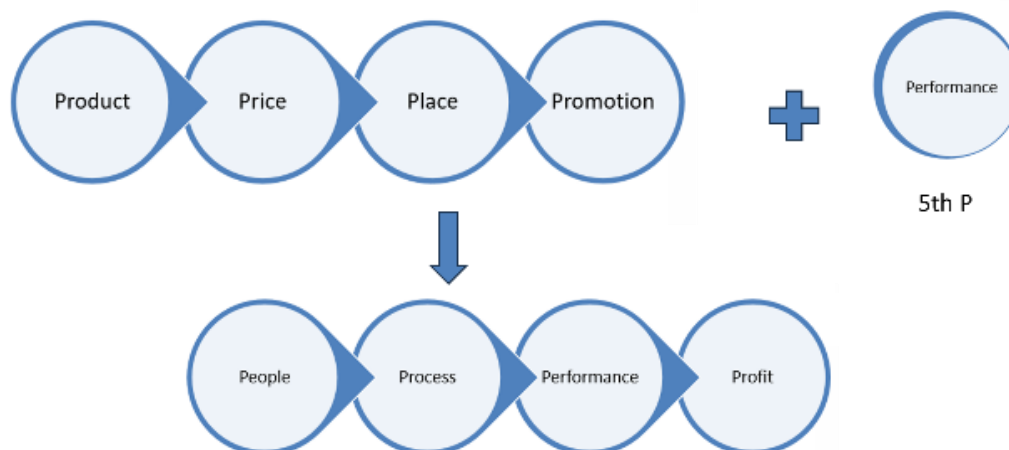 Product
Price
Place
Promotion
Performance
5th P
People
Process
Performance
Profit